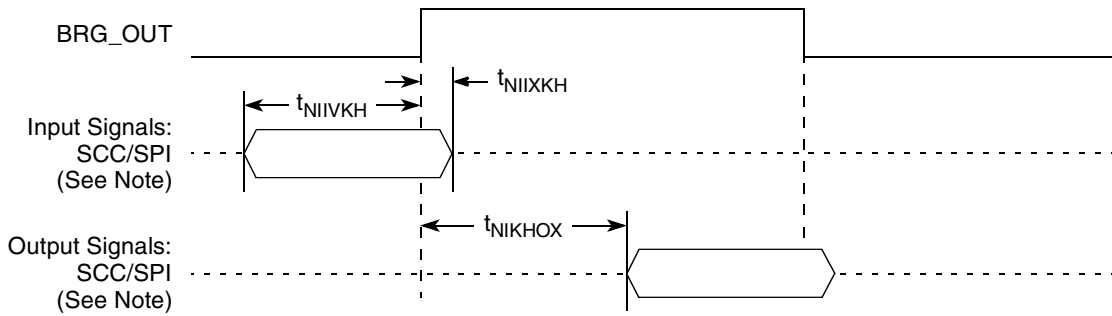 BRG_OUT
tNIIXKH
tNIIVKH
Input Signals:
SCC/SPI
(See Note)
tNIKHOX
Output Signals:
SCC/SPI
(See Note)